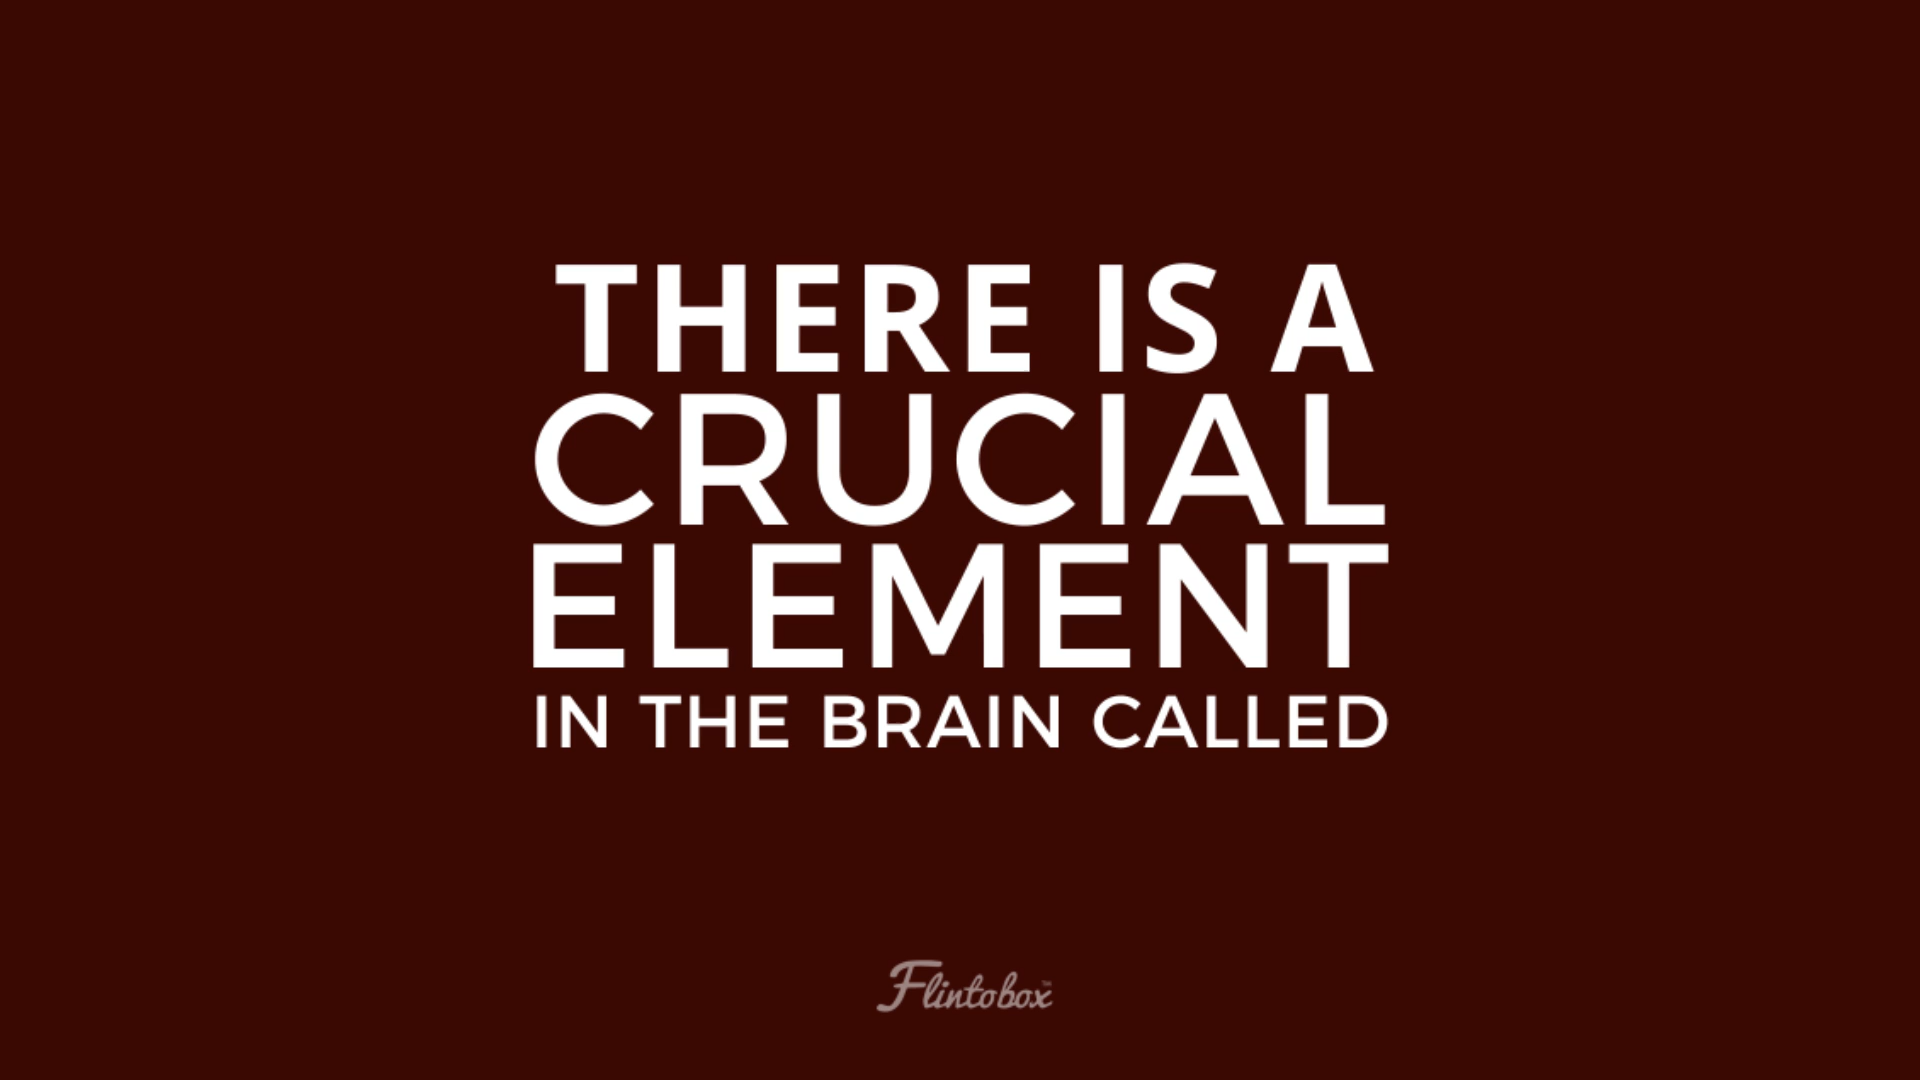 THERE IS A
CRUCIAL
ELEMENT
IN THE BRAIN CALLED
Flintobox